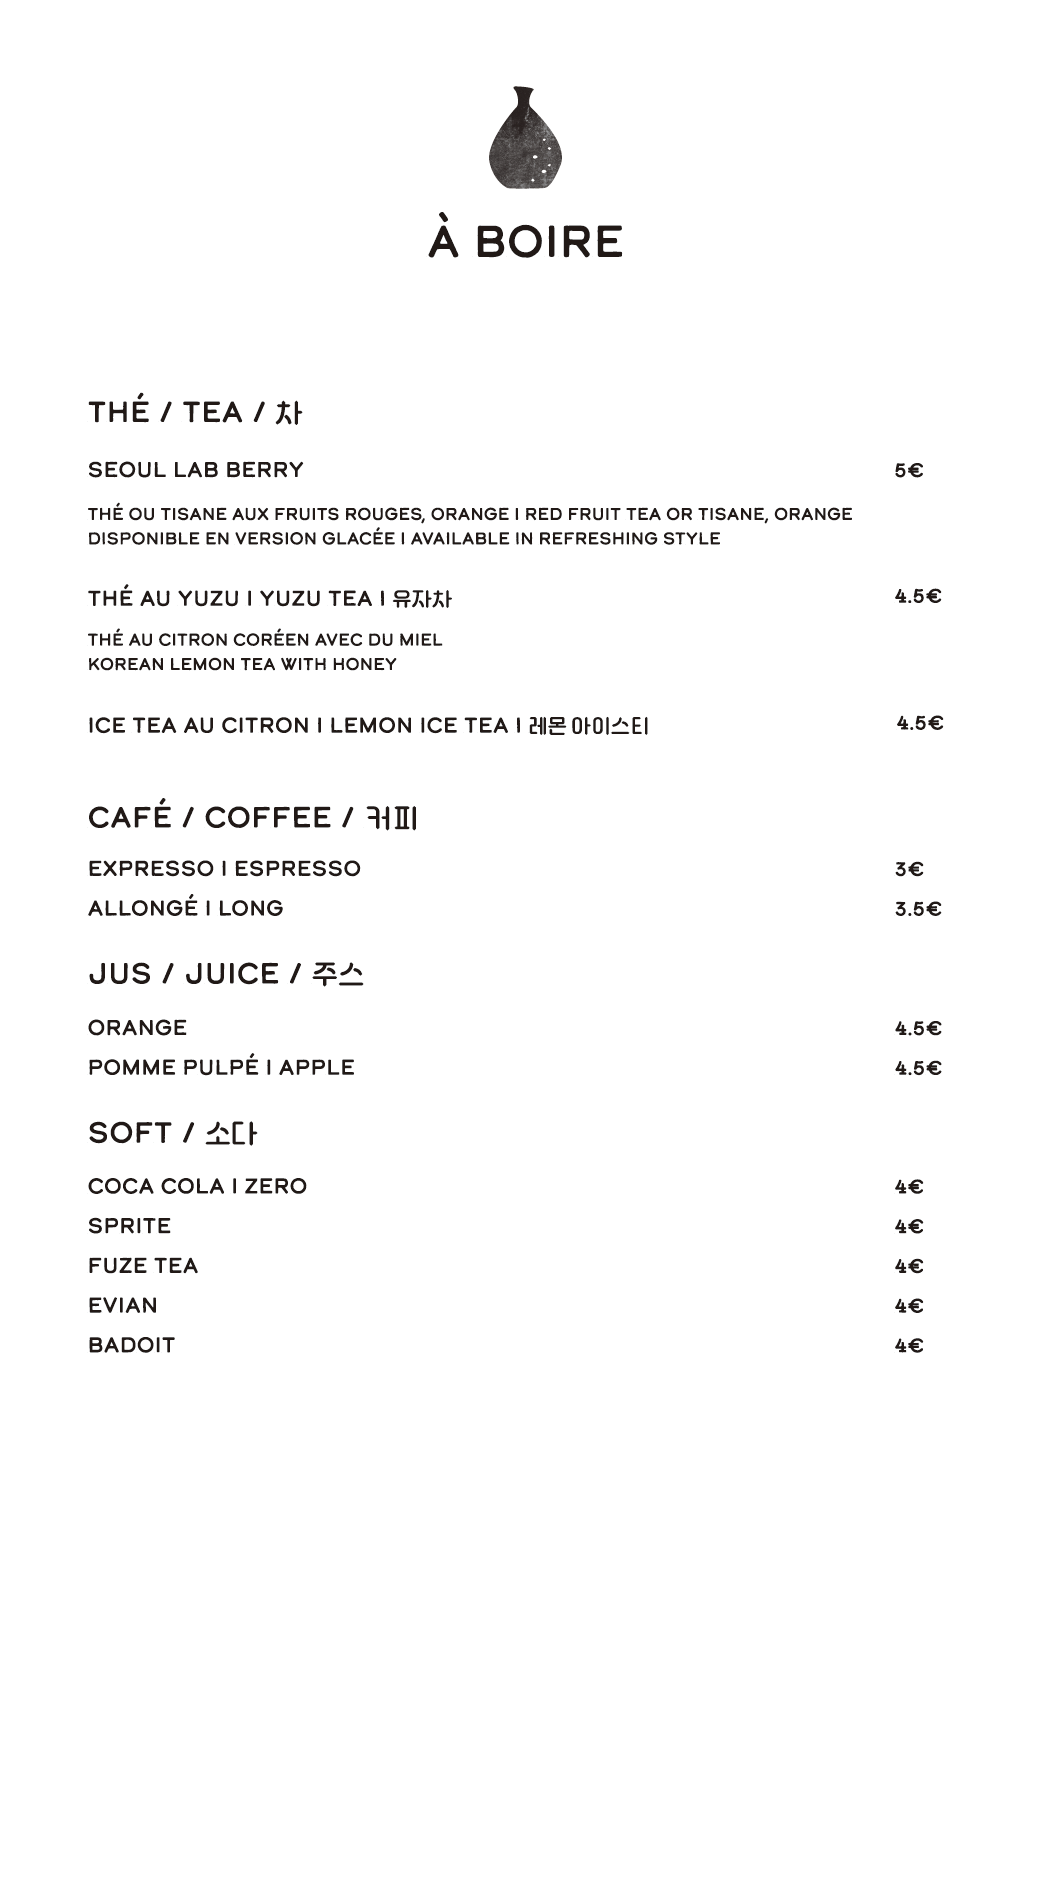 À BOIRE
THÉ / TEA / 차
SEOUL LAB BERRY 5€
THÉ OU TISANE AUX FRUITS ROUGES, ORANGE I RED FRUIT TEA OR TISANE, ORANGE
DISPONIBLE EN VERSION GLACÉE I AVAILABLE IN REFRESHING STYLE
THÉ AU YUZU I YUZU TEA I 유자차 4.5€
THÉ AU CITRON CORÉEN AVEC DU MIEL
KOREAN LEMON TEA WITH HONEY
ICE TEA AU CITRON I LEMON ICE TEA I 레몬 아이스티 4.5€
CAFÉ / COFFEE / 커피
EXPRESSO I ESPRESSO 3€
ALLONGÉ I LONG 3.5€
JUS / JUICE / 주스
ORANGE 4.5€
POMME PULPÉ I APPLE 4.5€
SOFT / 소다
COCA COLA I ZERO 4€
SPRITE 4€
FUZE TEA 4€
EVIAN 4€
BADOIT 4€